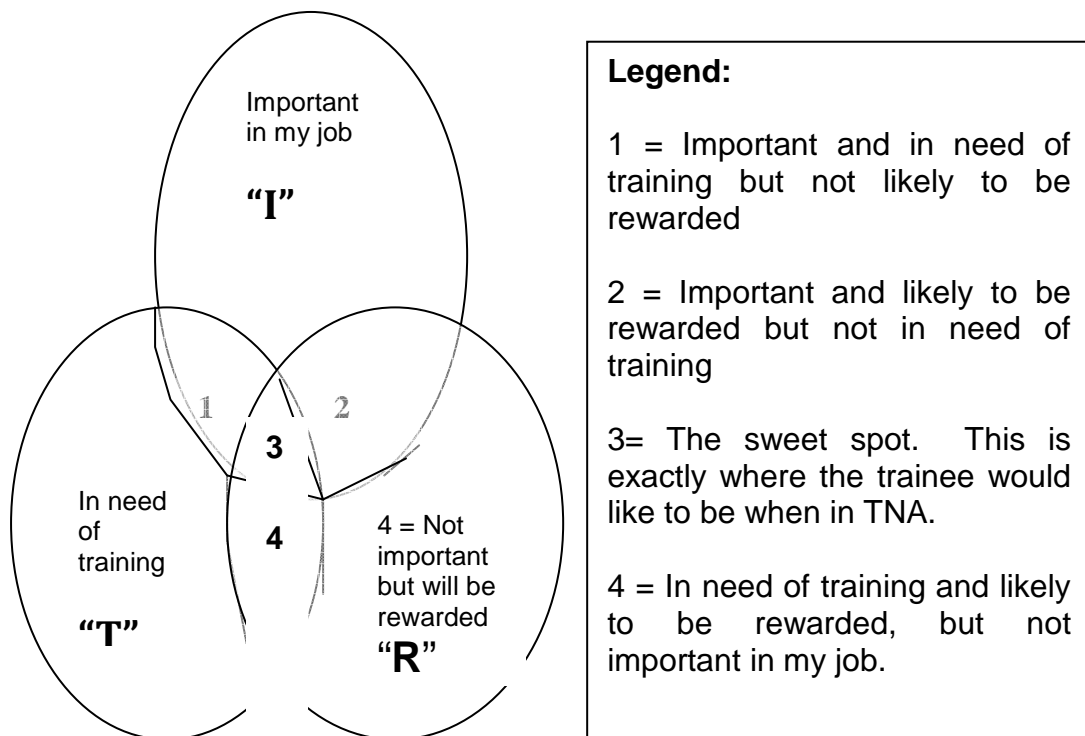 Important
in my job
“I”
1
2
3
4
In need
of
training
“T”
4 = Not
important
but will be
rewarded
“R”
Legend:
1 = Important and in need of
training but not likely to be
rewarded
2 = Important and likely to be
rewarded but not in need of
training
3= The sweet spot. This is
exactly where the trainee would
like to be when in TNA.
4 = In need of training and likely
to be rewarded, but not
important in my job.